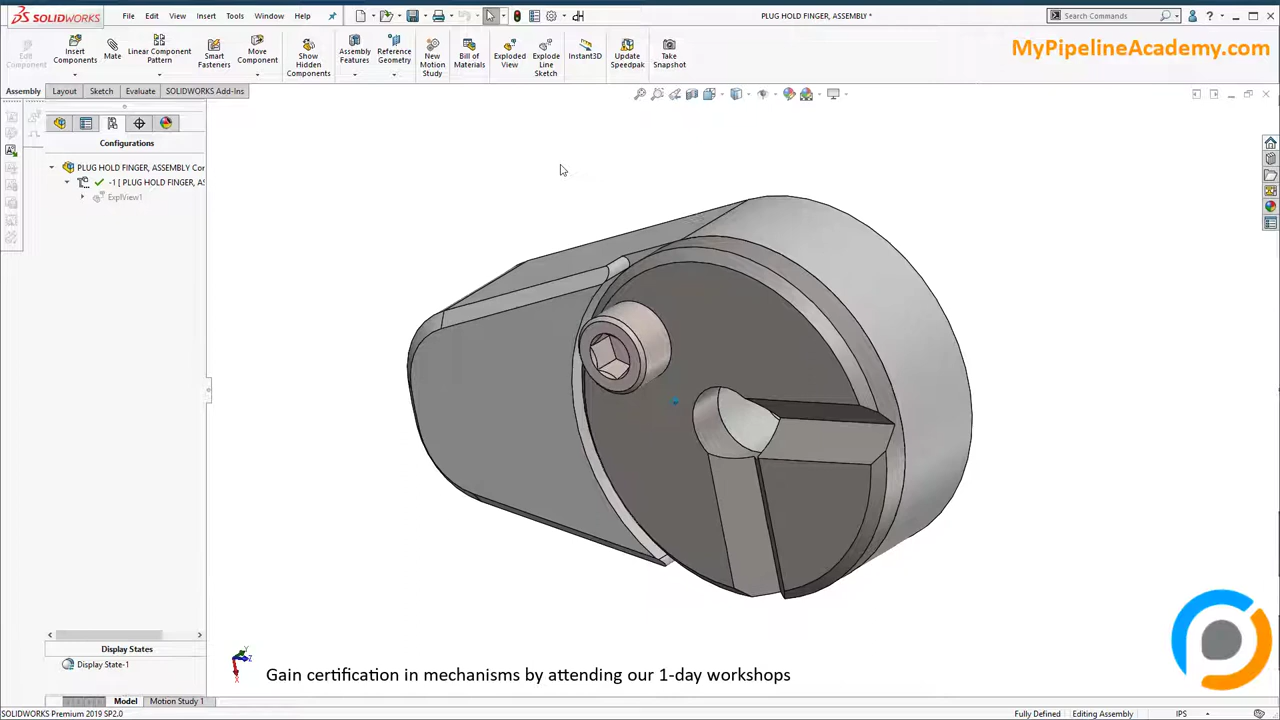 SOLIDWORKS File Edit View Insert Tools Window Help PLUG HOLD FINGER, ASSEMBLY * Search Commands
MyPipelineAcademy.com
Edit Component
Insert Components
Mate
Linear Component Pattern
Smart Fasteners
Move Component
Show Hidden Components
Assembly Features
Reference Geometry
New Motion Study
Bill of Materials
Exploded View
Explode Line Sketch
Instant3D
Update Speedpak
Take Snapshot
Assembly Layout Sketch Evaluate SOLIDWORKS Add-Ins
Configurations
PLUG HOLD FINGER, ASSEMBLY Cor
-1 [ PLUG HOLD FINGER, AS
ExplView1
Display States
Display State-1
Gain certification in mechanisms by attending our 1-day workshops
Model Motion Study 1
SOLIDWORKS Premium 2019 SP2.0 Fully Defined Editing Assembly IPS